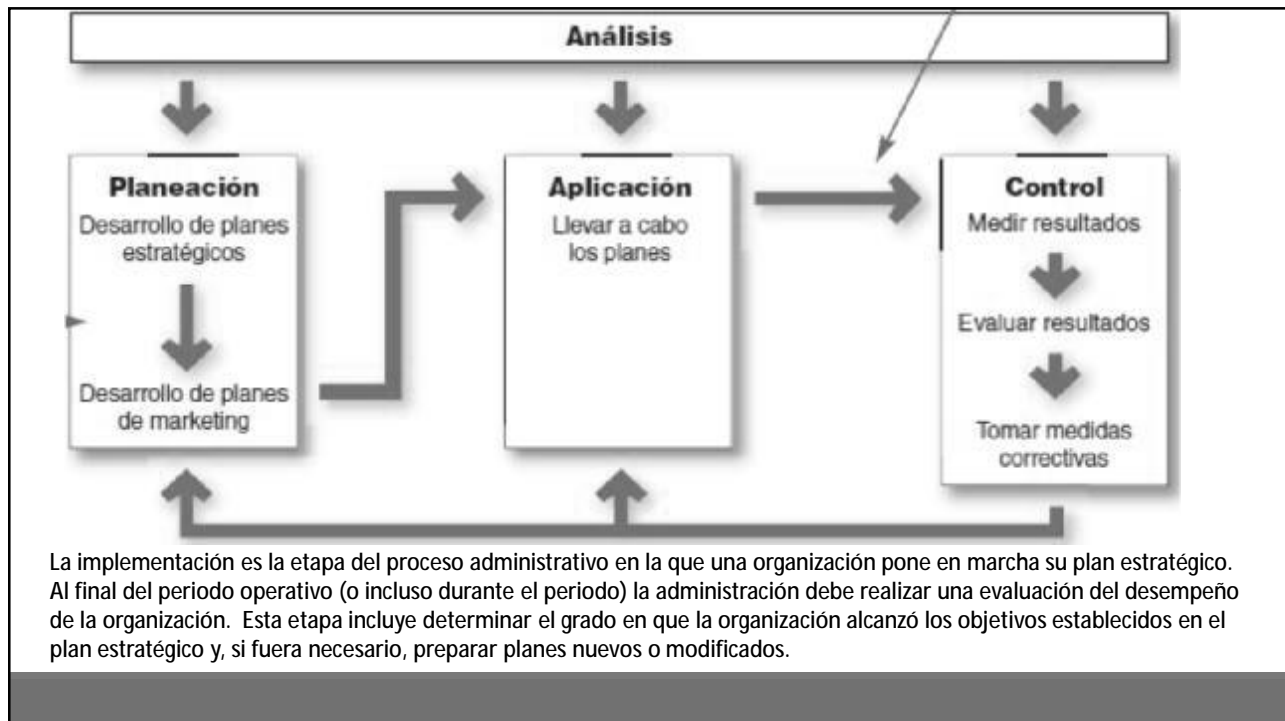 Análisis
Planeación
Desarrollo de planes
estratégicos
Desarrollo de planes
de marketing
Aplicación
Llevar a cabo
los planes
Control
Medir resultados
Evaluar resultados
Tomar medidas
correctivas
La implementación es la etapa del proceso administrativo en la que una organización pone en marcha su plan estratégico.
Al final del periodo operativo (o incluso durante el periodo) la administración debe realizar una evaluación del desempeño
de la organización. Esta etapa incluye determinar el grado en que la organización alcanzó los objetivos establecidos en el
plan estratégico y, si fuera necesario, preparar planes nuevos o modificados.